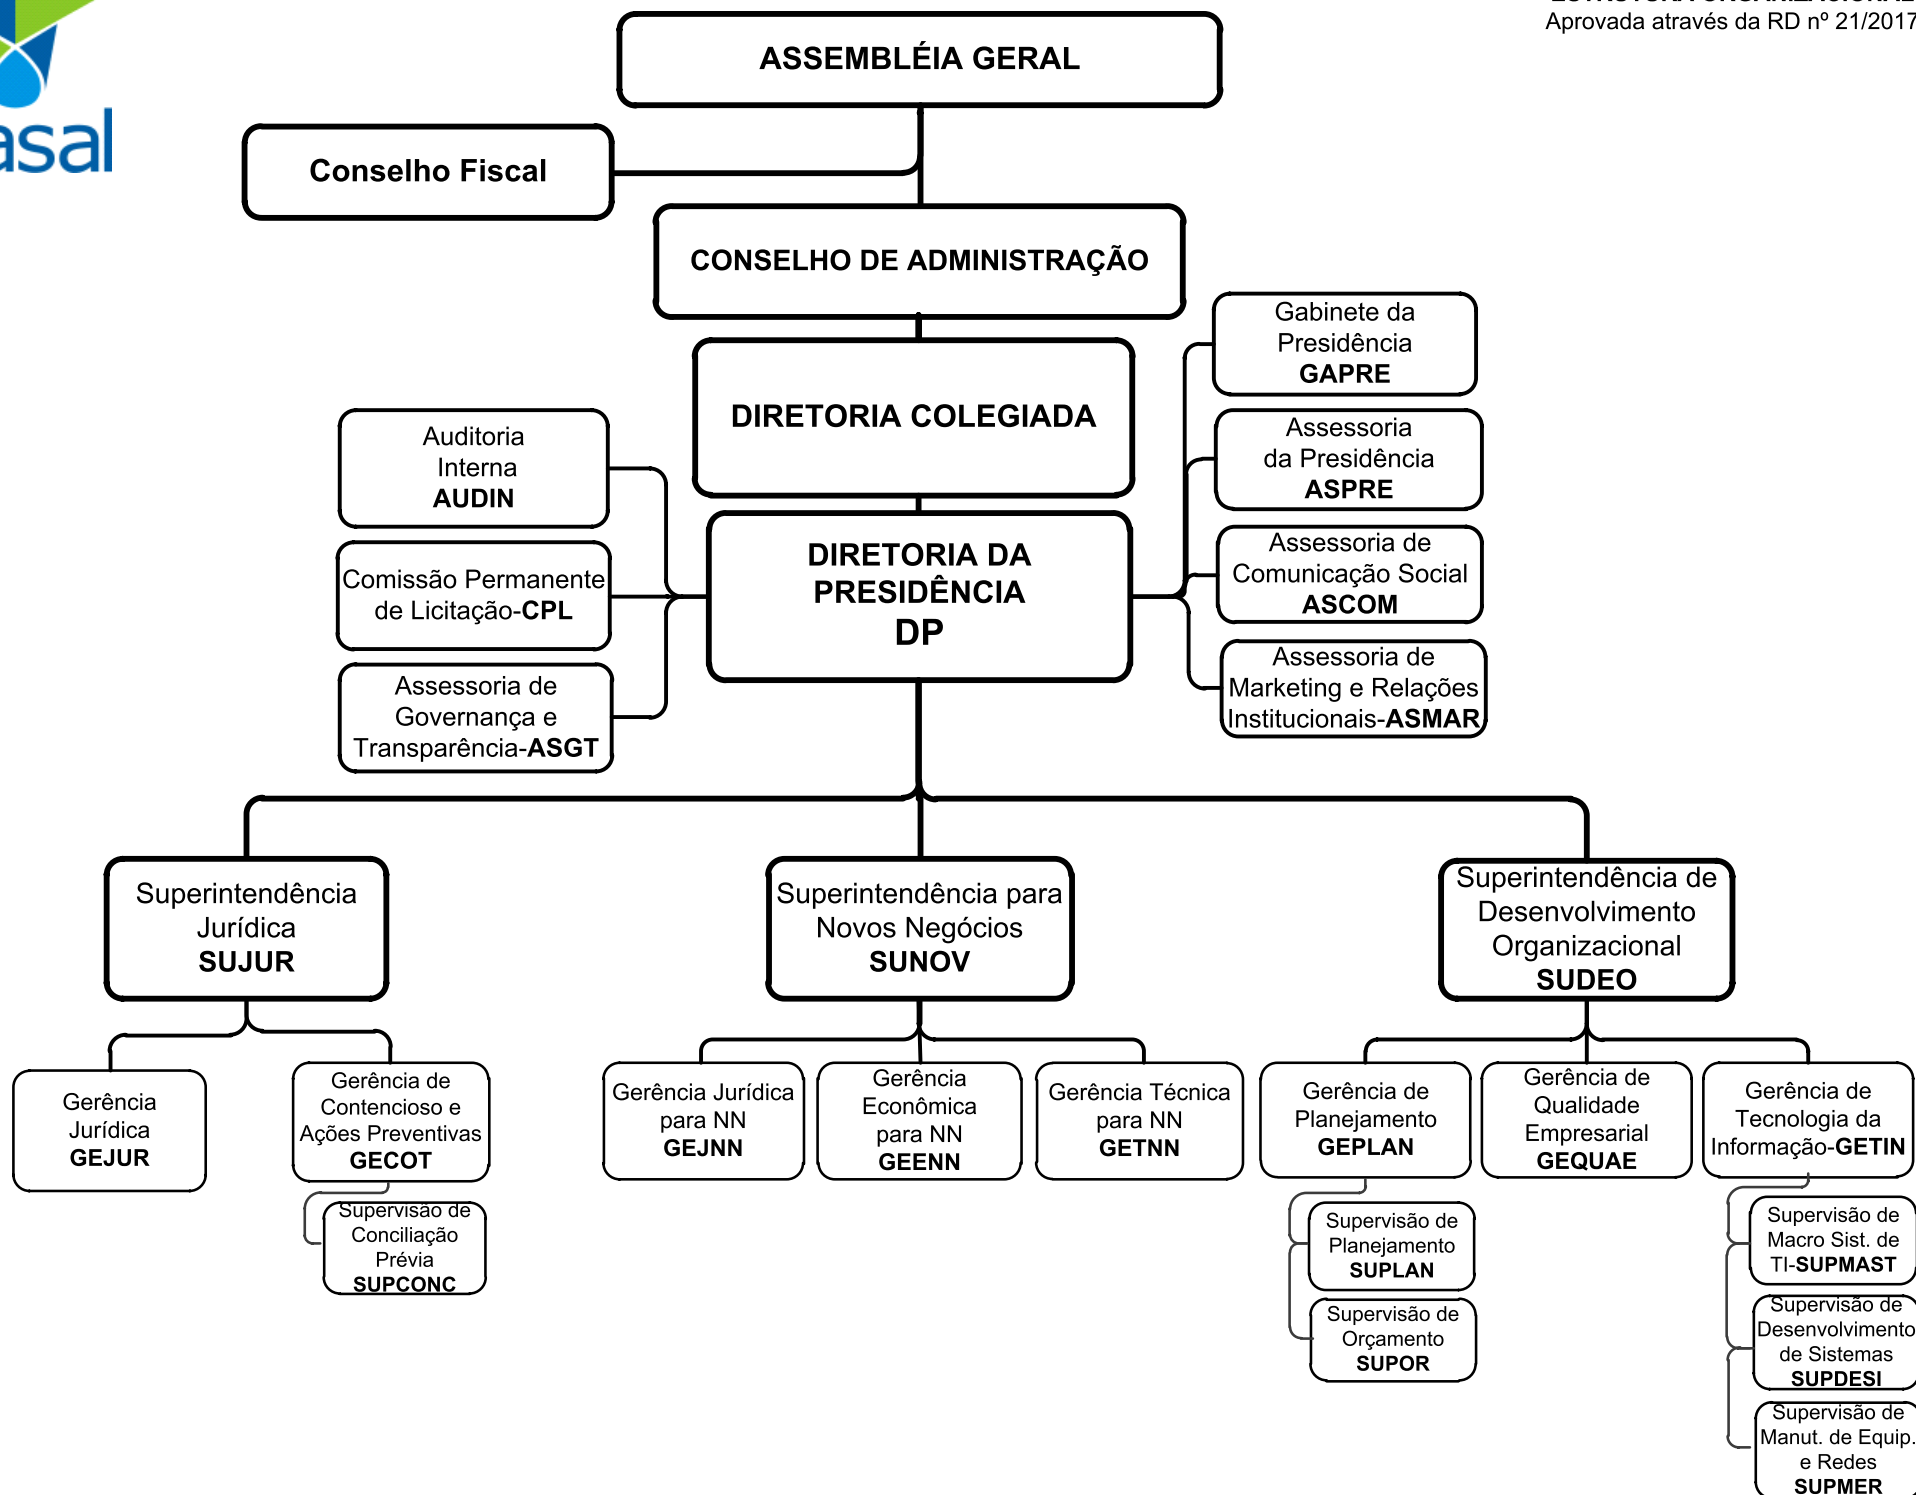 Aprovada através da RD nº 21/2017
asal
ASSEMBLÉIA GERAL
Conselho Fiscal
CONSELHO DE ADMINISTRAÇÃO
DIRETORIA COLEGIADA
Gabinete da
Presidência
GAPRE
Assessoria
da Presidência
ASPRE
Assessoria de
Comunicação Social
ASCOM
Assessoria de
Marketing e Relações
Institucionais-ASMAR
Auditoria
Interna
AUDIN
Comissão Permanente
de Licitação-CPL
Assessoria de
Governança e
Transparência-ASGT
DIRETORIA DA
PRESIDÊNCIA
DP
Superintendência
Jurídica
SUJUR
Superintendência para
Novos Negócios
SUNOV
Superintendência de
Desenvolvimento
Organizacional
SUDEO
Gerência
Jurídica
GEJUR
Gerência de
Contencioso e
Ações Preventivas
GECOT
Supervisão de
Conciliação
Prévia
SUPCONC
Gerência Jurídica
para NN
GEJNN
Gerência
Econômica
para NN
GEENN
Gerência Técnica
para NN
GETNN
Gerência de
Planejamento
GEPLAN
Supervisão de
Planejamento
SUPLAN
Supervisão de
Orçamento
SUPOR
Gerência de
Qualidade
Empresarial
GEQUAE
Gerência de
Tecnologia da
Informação-GETIN
Supervisão de
Macro Sist. de
TI-SUPMAST
Supervisão de
Desenvolvimento
de Sistemas
SUPDESI
Supervisão de
Manut. de Equip.
e Redes
SUPMER